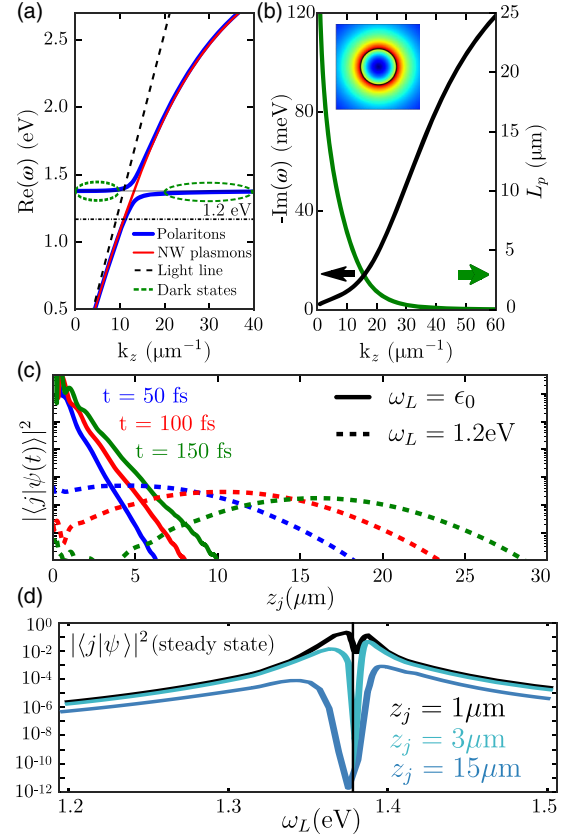 (a)
Re(ω) (eV)
2.5
2.0
1.5
1.0
0.5
1.2 eV
Polaritons
NW plasmons
Light line
Dark states
0 10 20 30 40
k_z (μm⁻¹)
(b)
-Im(ω) (meV)
120
80
40
0
25
20
15
10
5
0
L_p (μm)
0 10 20 30 40 50 60
k_z (μm⁻¹)
(c)
|⟨j|ψ(t)⟩|²
t = 50 fs
t = 100 fs
t = 150 fs
ω_L = ϵ₀
ω_L = 1.2eV
0 5 10 15 20 25 30
z_j(μm)
(d)
|⟨j|ψ⟩|² (steady state)
10⁰
10⁻²
10⁻⁴
10⁻⁶
10⁻⁸
10⁻¹⁰
10⁻¹²
z_j = 1μm
z_j = 3μm
z_j = 15μm
1.2 1.3 1.4 1.5
ω_L(eV)